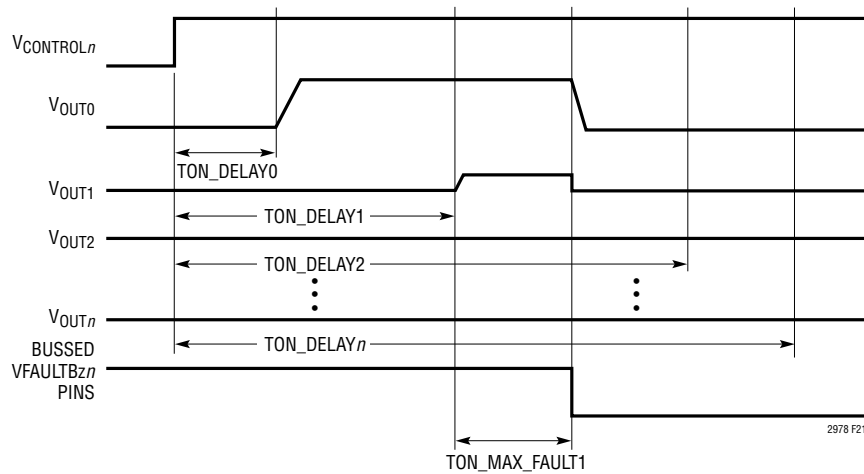 VCONTROLn
VOUT0
TON_DELAY0
VOUT1
TON_DELAY1
VOUT2
TON_DELAY2
VOUTn
TON_DELAYn
BUSSED
VFAULTBzn
PINS
2978 F21
TON_MAX_FAULT1